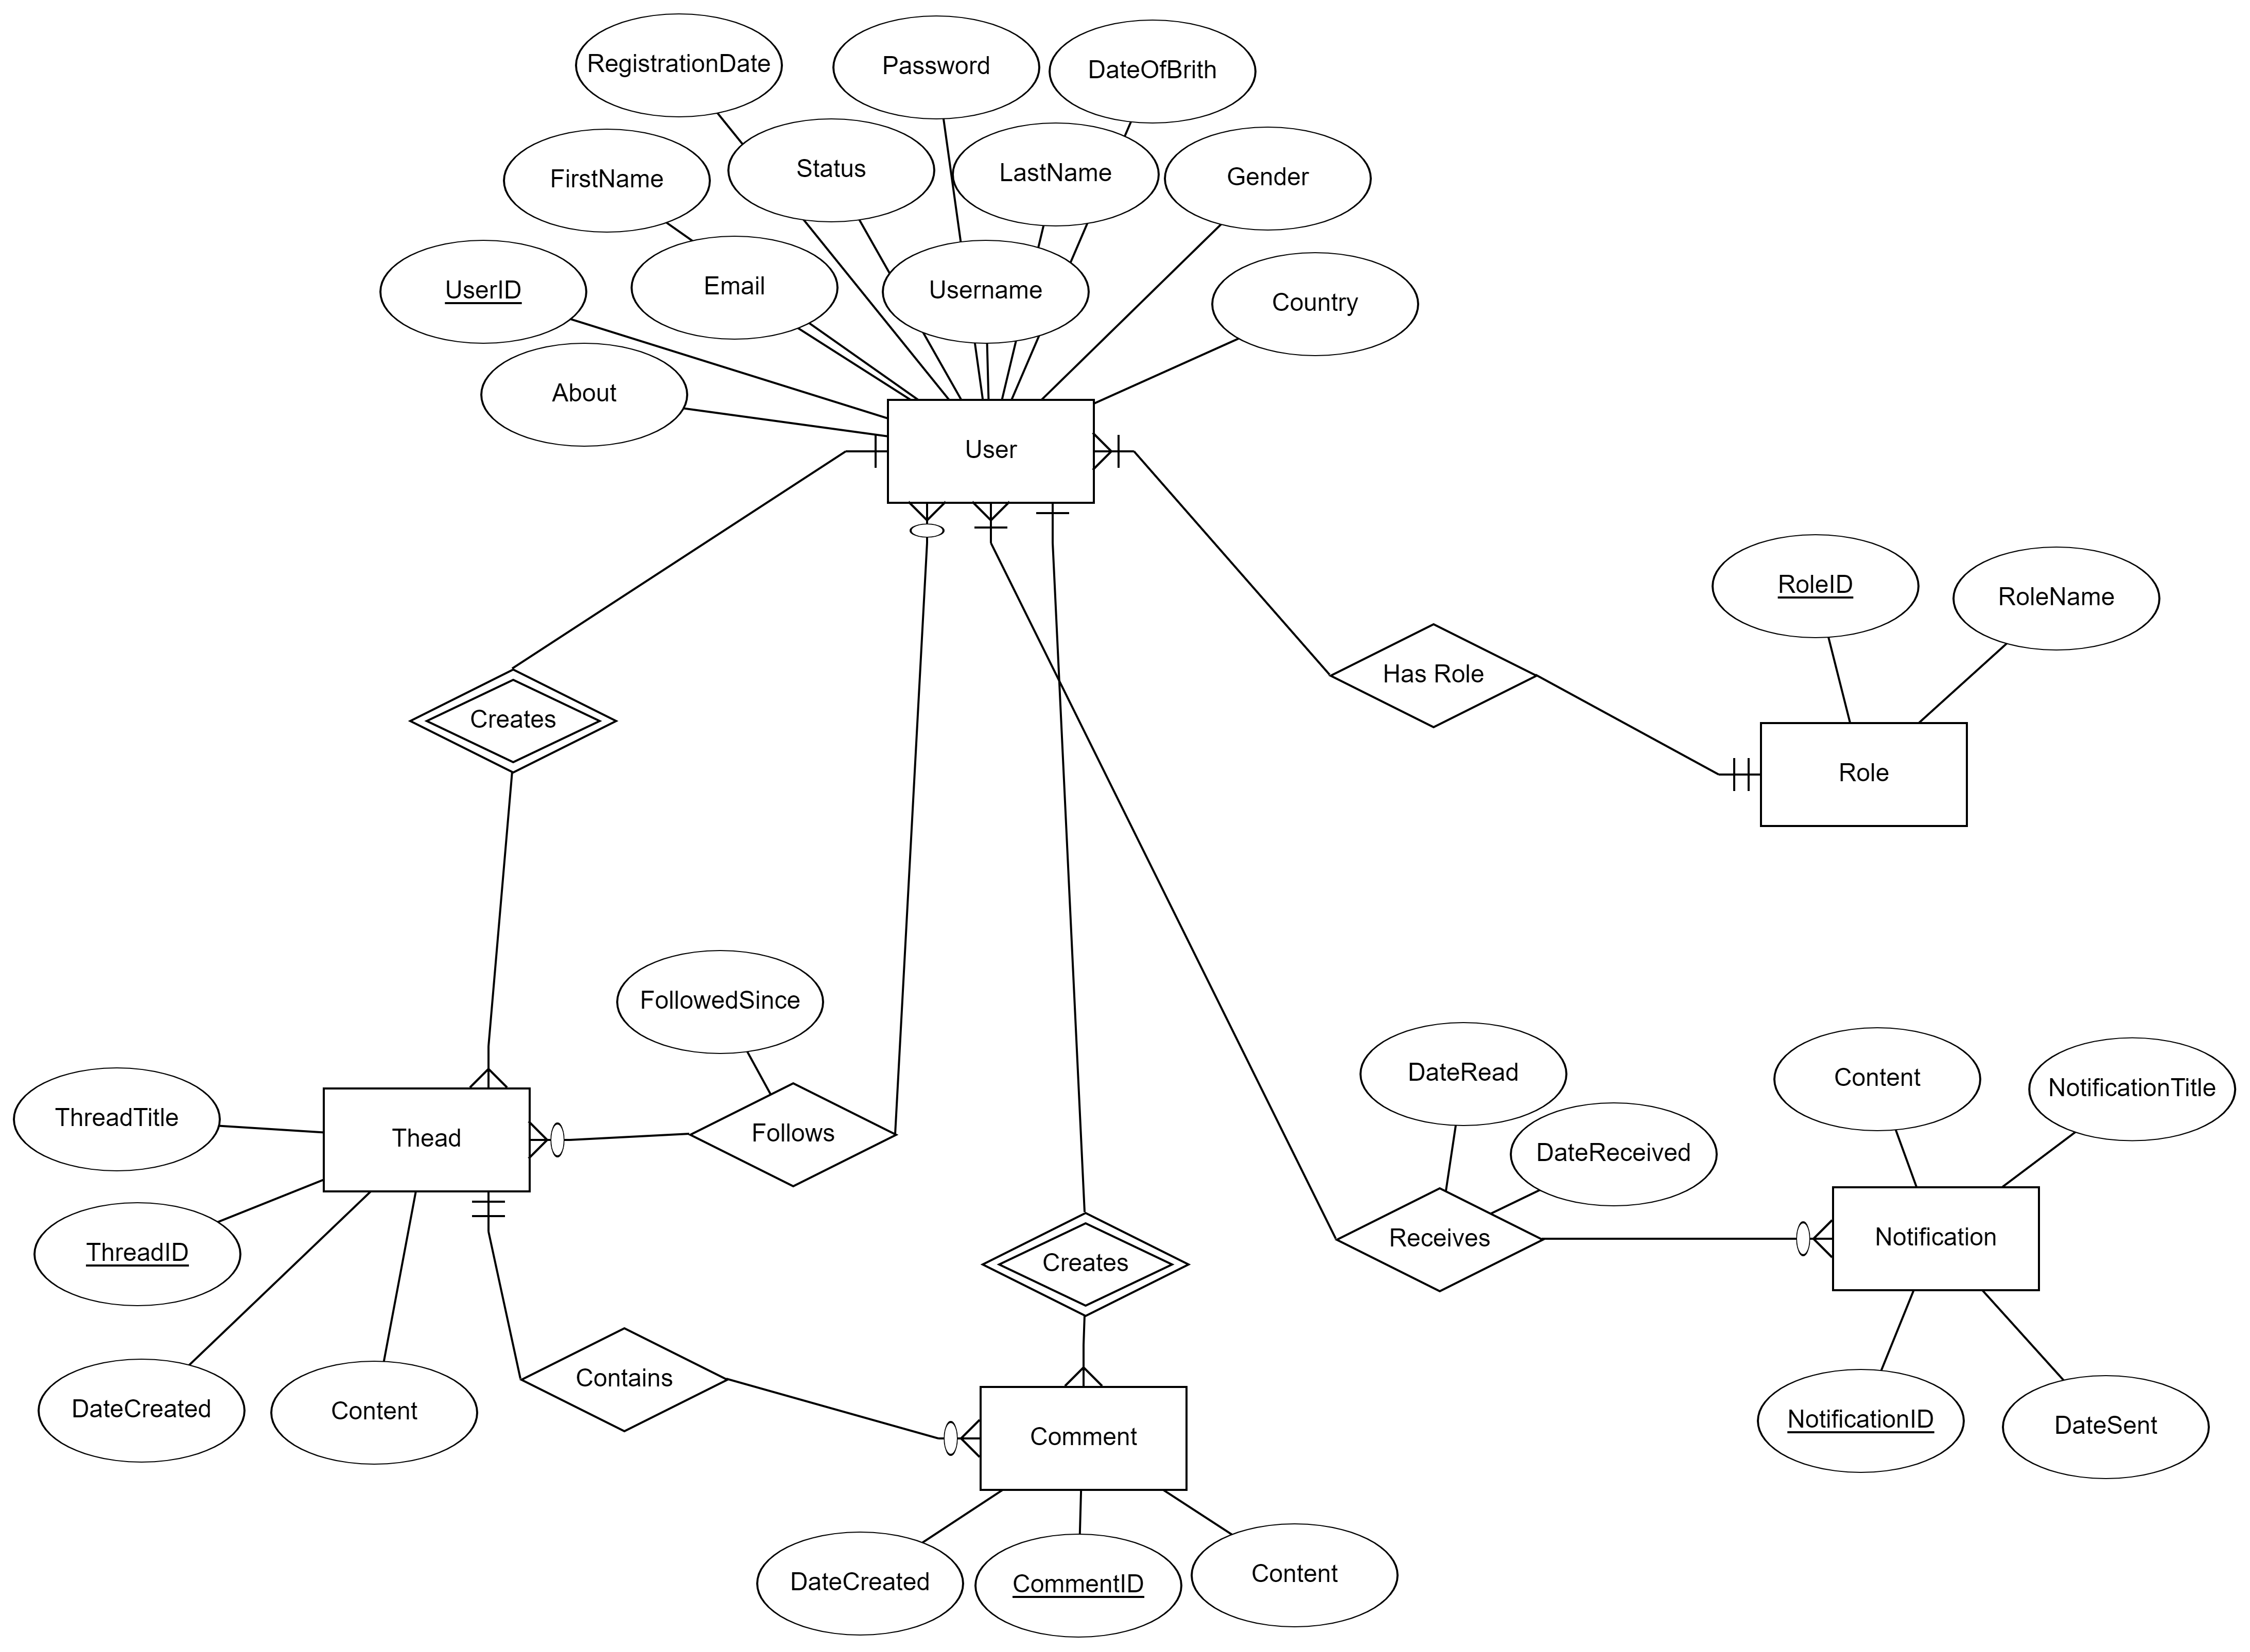 RegistrationDate
Password
DateOfBrith
FirstName
Status
LastName
Gender
UserID
Email
Username
Country
About
User
RoleID
RoleName
Has Role
Creates
Role
FollowedSince
DateRead
Content
NotificationTitle
ThreadTitle
Thead
Follows
DateReceived
Receives
Notification
ThreadID
Creates
DateCreated
Content
Contains
Comment
NotificationID
DateSent
DateCreated
CommentID
Content